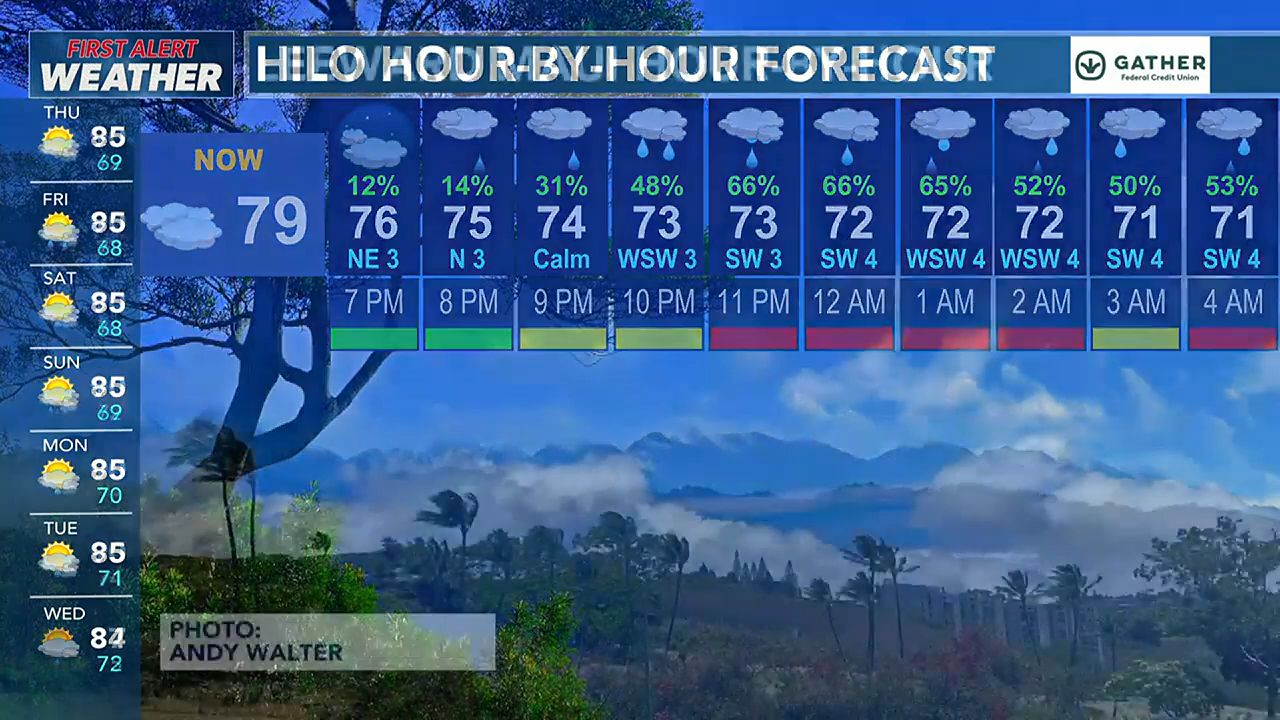 FIRST ALERT
WEATHER
HILO HOUR-BY-HOUR FORECAST
GATHER
Federal Credit Union
THU
85
69
FRI
85
68
SAT
85
68
SUN
85
69
MON
85
70
TUE
85
71
WED
84
72
NOW
79
12% 14% 31% 48% 66% 66% 65% 52% 50% 53%
76 75 74 73 73 72 72 72 71 71
NE 3 N 3 Calm WSW 3 SW 3 SW 4 WSW 4 WSW 4 SW 4 SW 4
7 PM 8 PM 9 PM 10 PM 11 PM 12 AM 1 AM 2 AM 3 AM 4 AM
PHOTO:
ANDY WALTER